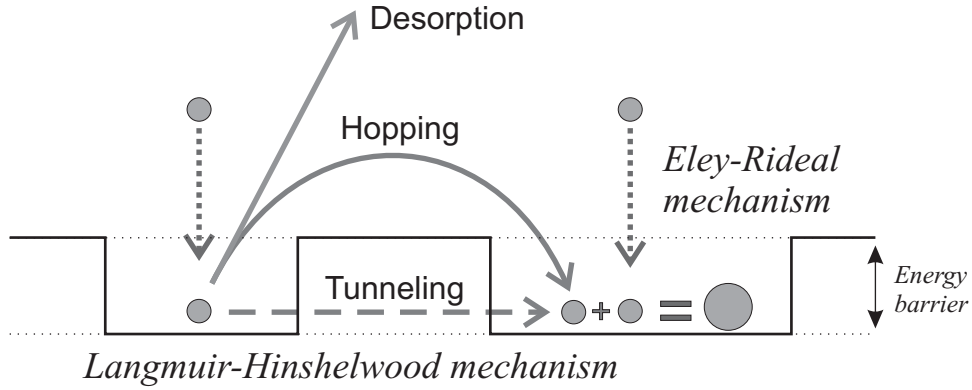 Desorption
Hopping
Eley-Rideal
mechanism
Tunneling
+
=
Energy
barrier
Langmuir-Hinshelwood mechanism